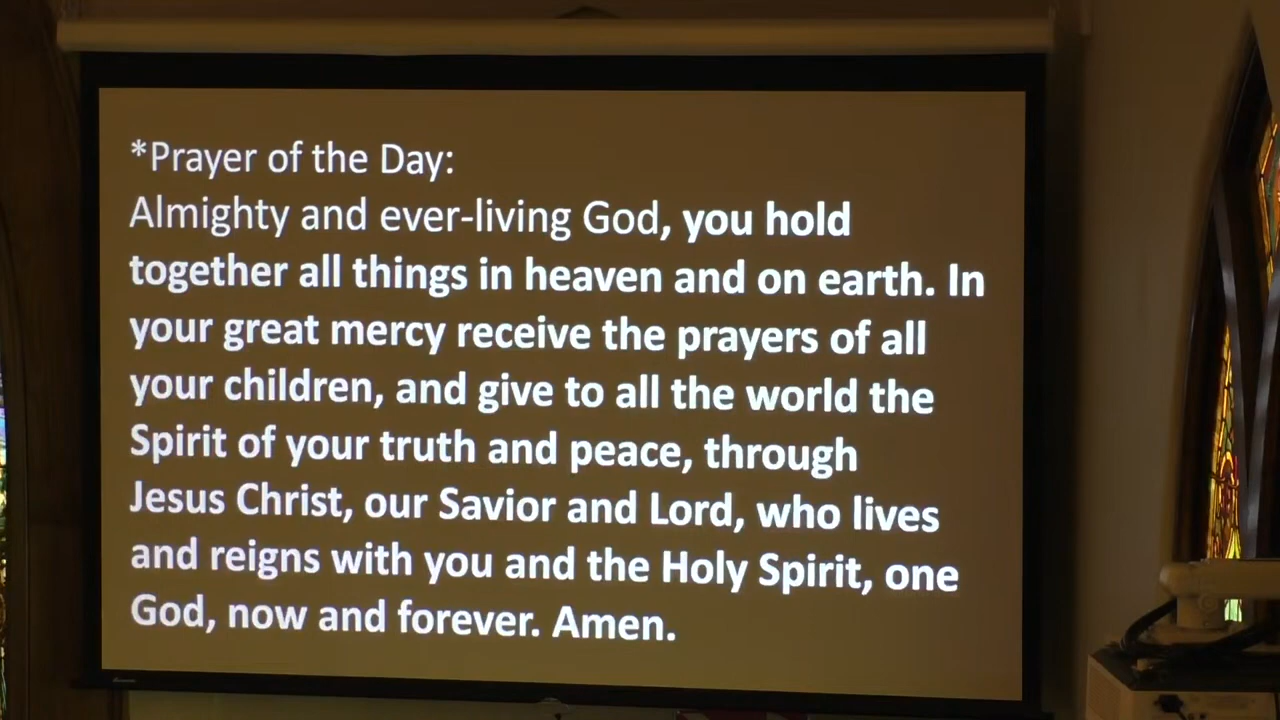 *Prayer of the Day:
Almighty and ever-living God, you hold
together all things in heaven and on earth. In
your great mercy receive the prayers of all
your children, and give to all the world the
Spirit of your truth and peace, through
Jesus Christ, our Savior and Lord, who lives
and reigns with you and the Holy Spirit, one
God, now and forever. Amen.